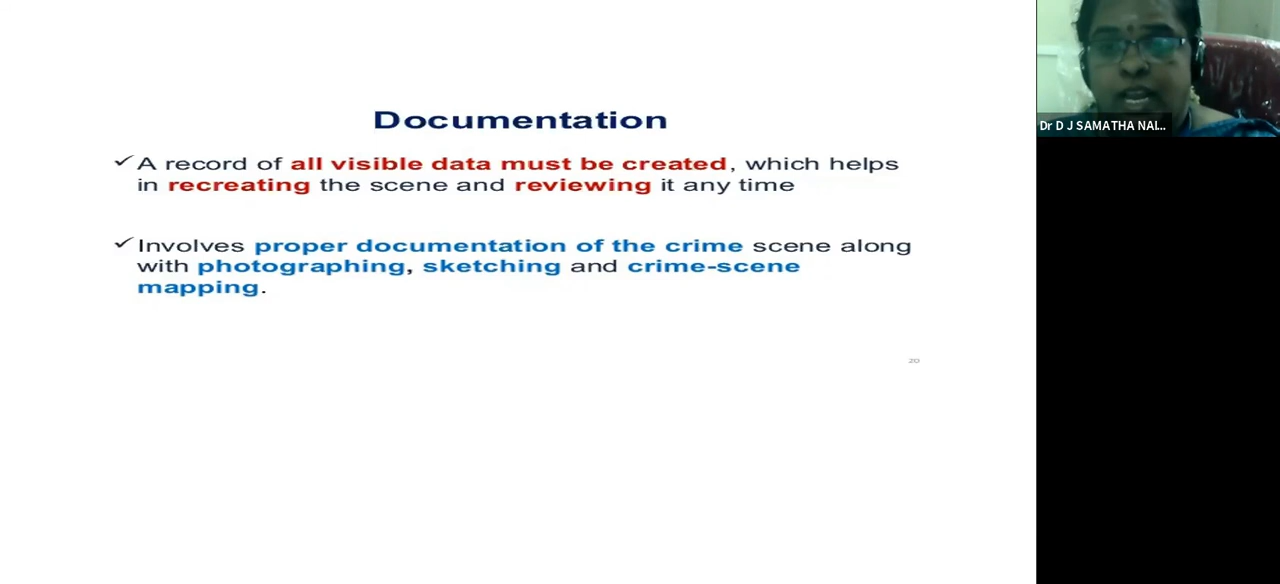 Documentation
✓A record of all visible data must be created, which helps
in recreating the scene and reviewing it any time
✓Involves proper documentation of the crime scene along
with photographing, sketching and crime-scene
mapping.
20
Dr D J SAMATHA NAI...